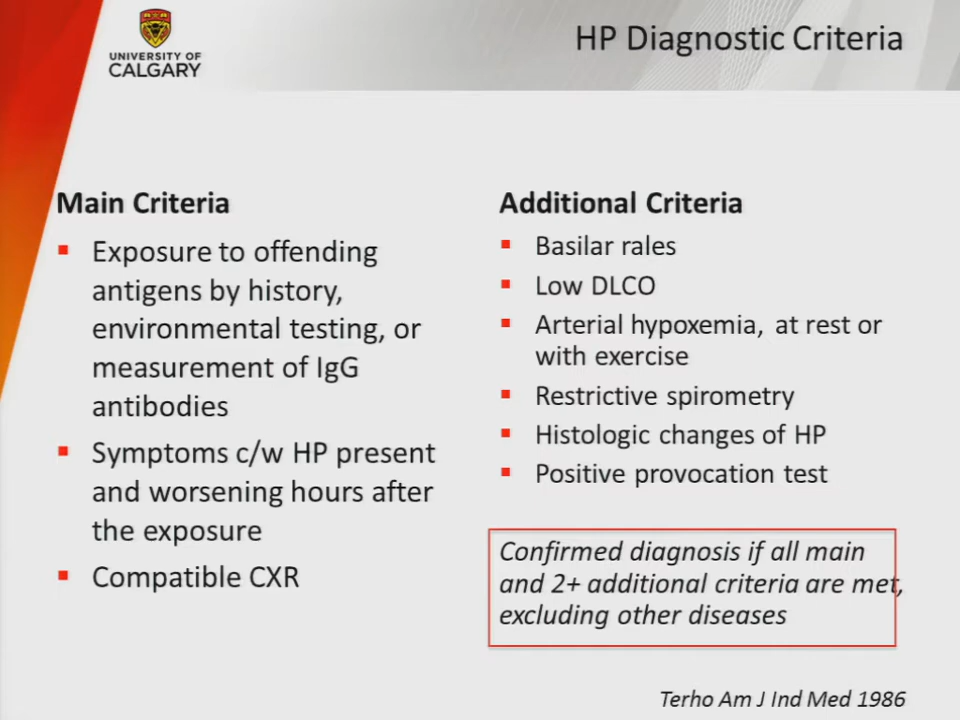 UNIVERSITY OF
CALGARY
HP Diagnostic Criteria
Main Criteria
Exposure to offending
antigens by history,
environmental testing, or
measurement of IgG
antibodies
Symptoms c/w HP present
and worsening hours after
the exposure
Compatible CXR
Additional Criteria
Basilar rales
Low DLCO
Arterial hypoxemia, at rest or
with exercise
Restrictive spirometry
Histologic changes of HP
Positive provocation test
Confirmed diagnosis if all main
and 2+ additional criteria are met,
excluding other diseases
Terho Am J Ind Med 1986